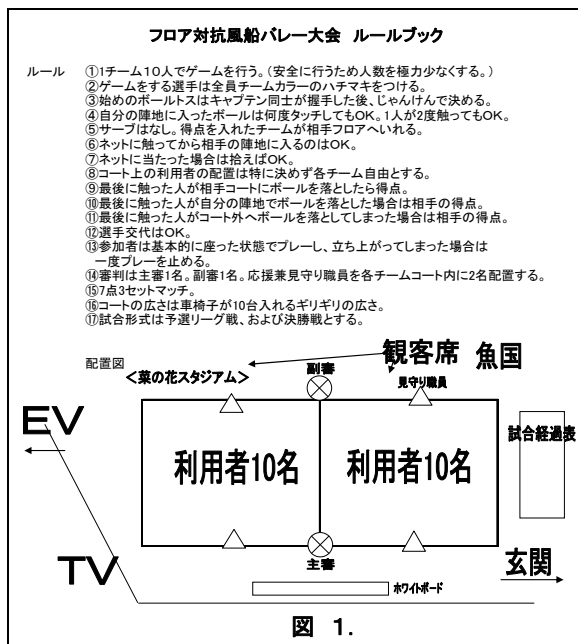 フロア対抗風船バレー大会 ルールブック
ルール ①1チーム10人でゲームを行う。(安全に行うため人数を極力少なくする。)
②ゲームをする選手は全員チームカラーのハチマキをつける。
③始めのボールトスはキャプテン同士が握手した後、じゃんけんで決める。
④自分の陣地に入ったボールは何度タッチしてもOK。1人が2度触ってもOK。
⑤サーブはなし。得点を入れたチームが相手フロアへいれる。
⑥ネットに触ってから相手の陣地に入るのはOK。
⑦ネットに当たった場合は拾えばOK。
⑧コート上の利用者の配置は特に決めず各チーム自由とする。
⑨最後に触った人が相手コートにボールを落としたら得点。
⑩最後に触った人が自分の陣地でボールを落とした場合は相手の得点。
⑪最後に触った人がコート外へボールを落としてしまった場合は相手の得点。
⑫選手交代はOK。
⑬参加者は基本的に座った状態でプレーし、立ち上がってしまった場合は
一度プレーを止める。
⑭審判は主審1名。副審1名。応援兼見守り職員を各チームコート内に2名配置する。
⑮7点3セットマッチ。
⑯コートの広さは車椅子が10台入れるギリギリの広さ。
⑰試合形式は予選リーグ戦、および決勝戦とする。
配置図
観客席 魚国
<菜の花スタジアム>
副審
見守り職員
EV
試合経過表
利用者10名
利用者10名
TV
主審
玄関
ホワイトボード
図 1.